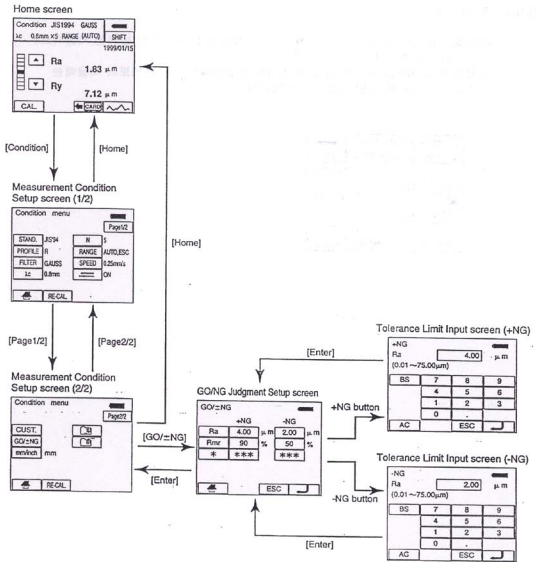 Home screen
Condition JIS1994 GAUSS
λc 0.8mm X5 RANGE (AUTO) SHIFT
1999/01/15
Ra
1.83 μm
Ry
7.12 μm
CAL. CARD
[Condition] [Home]
Measurement Condition
Setup screen (1/2)
Condition menu
Page1/2
STAND. JIS'94 N 5
PROFILE R RANGE AUTO,ESC
FILTER GAUSS SPEED 0.25mm/s
λc 0.8mm ON
RE-CAL.
[Home]
[Page1/2] [Page2/2]
Measurement Condition
Setup screen (2/2)
Condition menu
Page2/2
CUST.
GO/±NG
mm/inch mm
RE-CAL.
[GO/±NG]
[Enter]
[Enter]
GO/NG Judgment Setup screen
GO/±NG
+NG -NG
Ra 4.00 μm 2.00 μm
Rmr 90 % 50 %
* *** ***
ESC
+NG button
-NG button
[Enter]
Tolerance Limit Input screen (+NG)
+NG
Ra 4.00 μm
(0.01～75.00μm)
BS 7 8 9
4 5 6
1 2 3
0 .
AC ESC
Tolerance Limit Input screen (-NG)
-NG
Ra 2.00 μm
(0.01～75.00μm)
BS 7 8 9
4 5 6
1 2 3
0 .
AC ESC